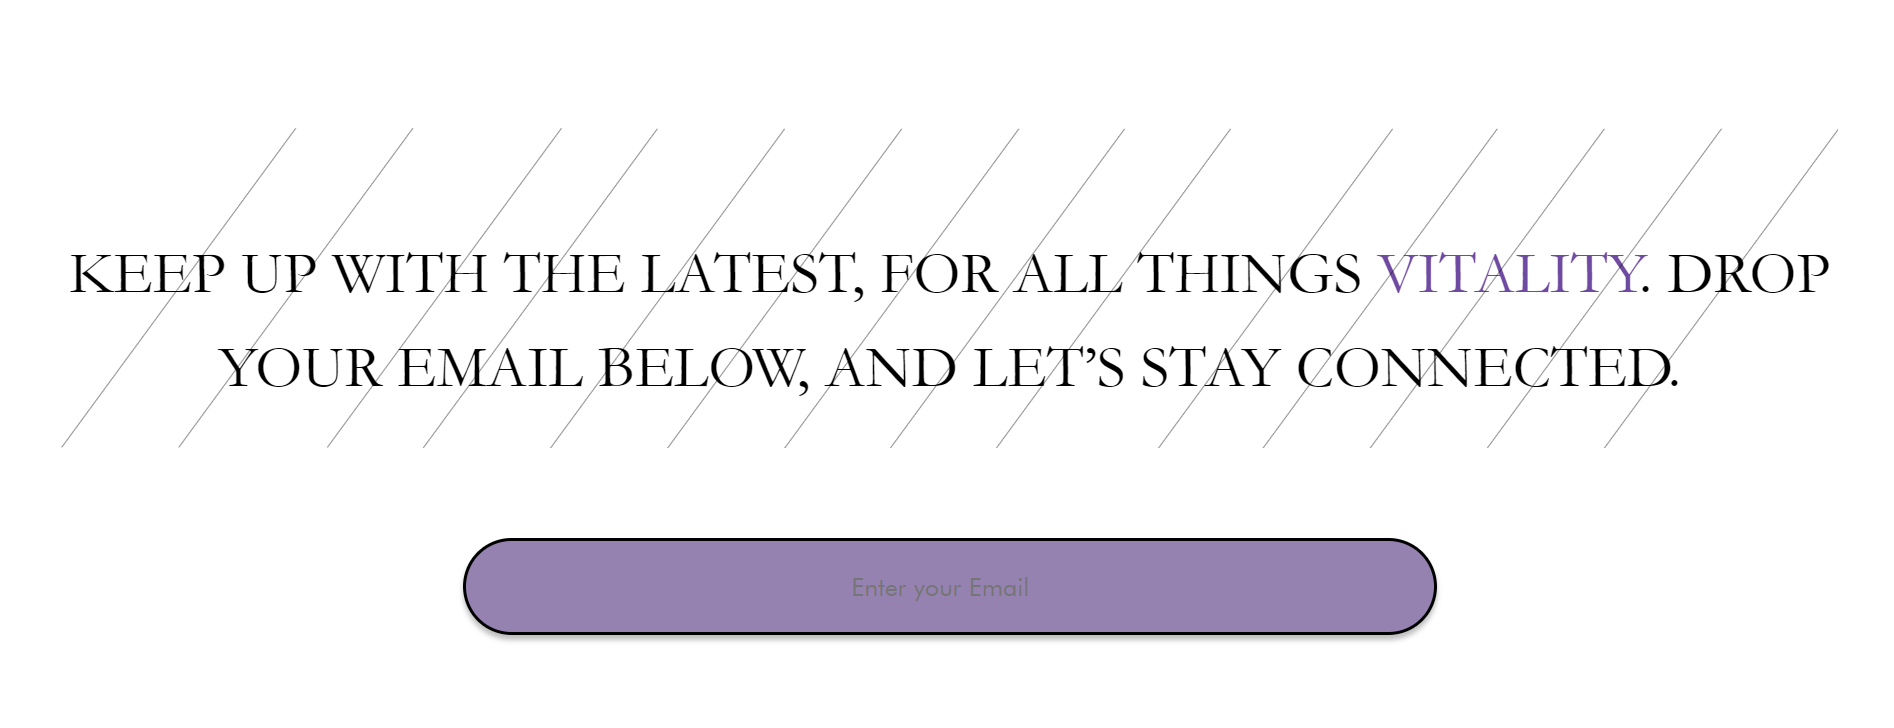 KEEP UP WITH THE LATEST, FOR ALL THINGS VITALITY. DROP
YOUR EMAIL BELOW, AND LET’S STAY CONNECTED.
Enter your Email